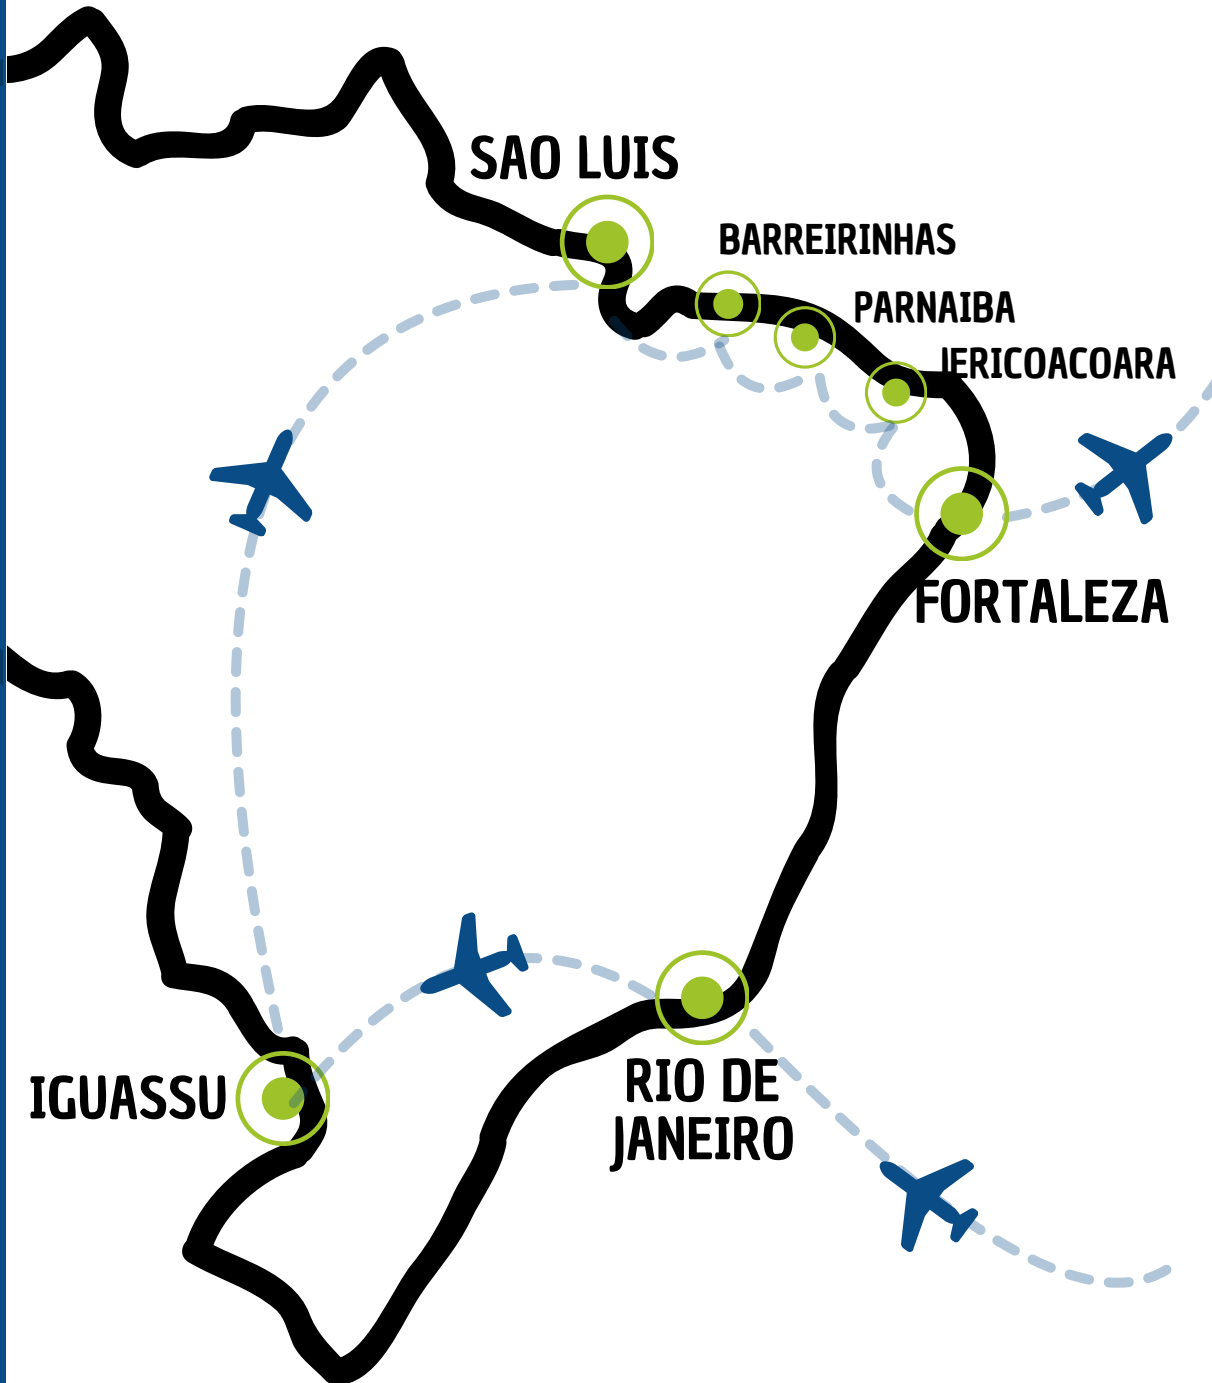 SAO LUIS
BARREIRINHAS
PARNAIBA
JERICOACOARA
FORTALEZA
IGUASSU
RIO DE
JANEIRO